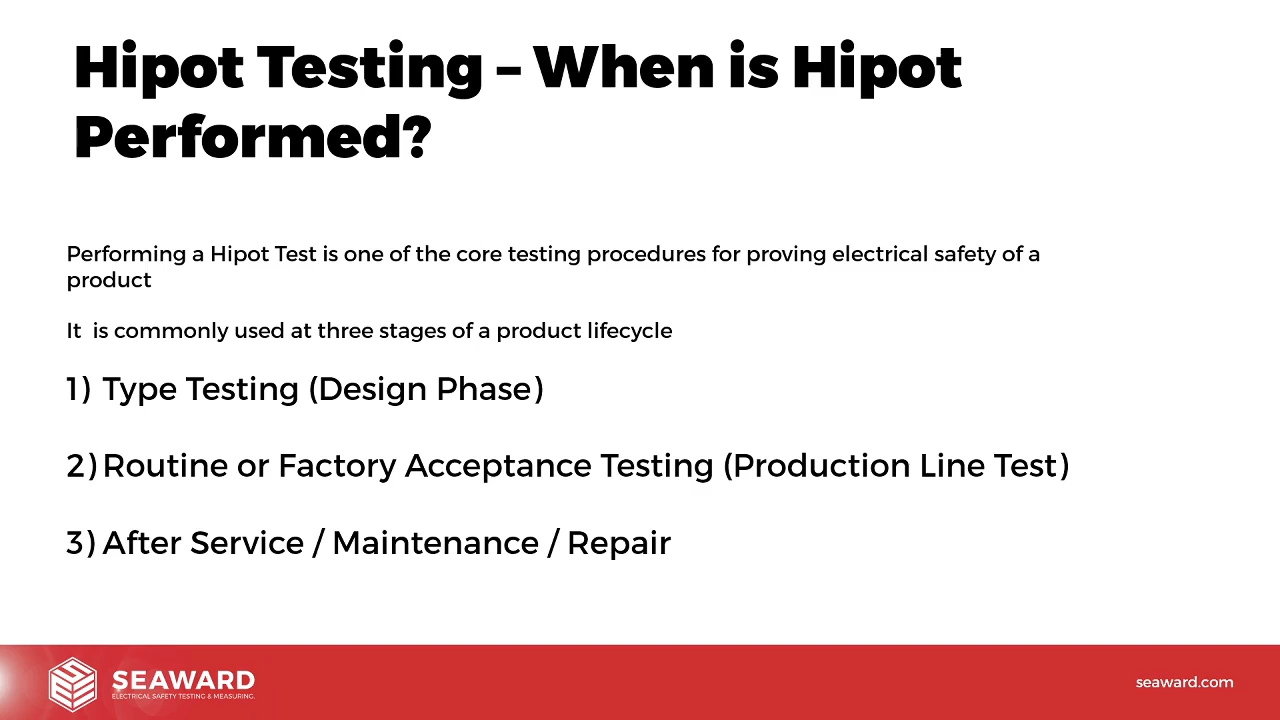 Hipot Testing – When is Hipot
Performed?
Performing a Hipot Test is one of the core testing procedures for proving electrical safety of a
product
It  is commonly used at three stages of a product lifecycle
1) Type Testing (Design Phase)
2) Routine or Factory Acceptance Testing (Production Line Test)
3) After Service / Maintenance / Repair
SEAWARD
ELECTRICAL SAFETY TESTING & MEASURING.
seaward.com